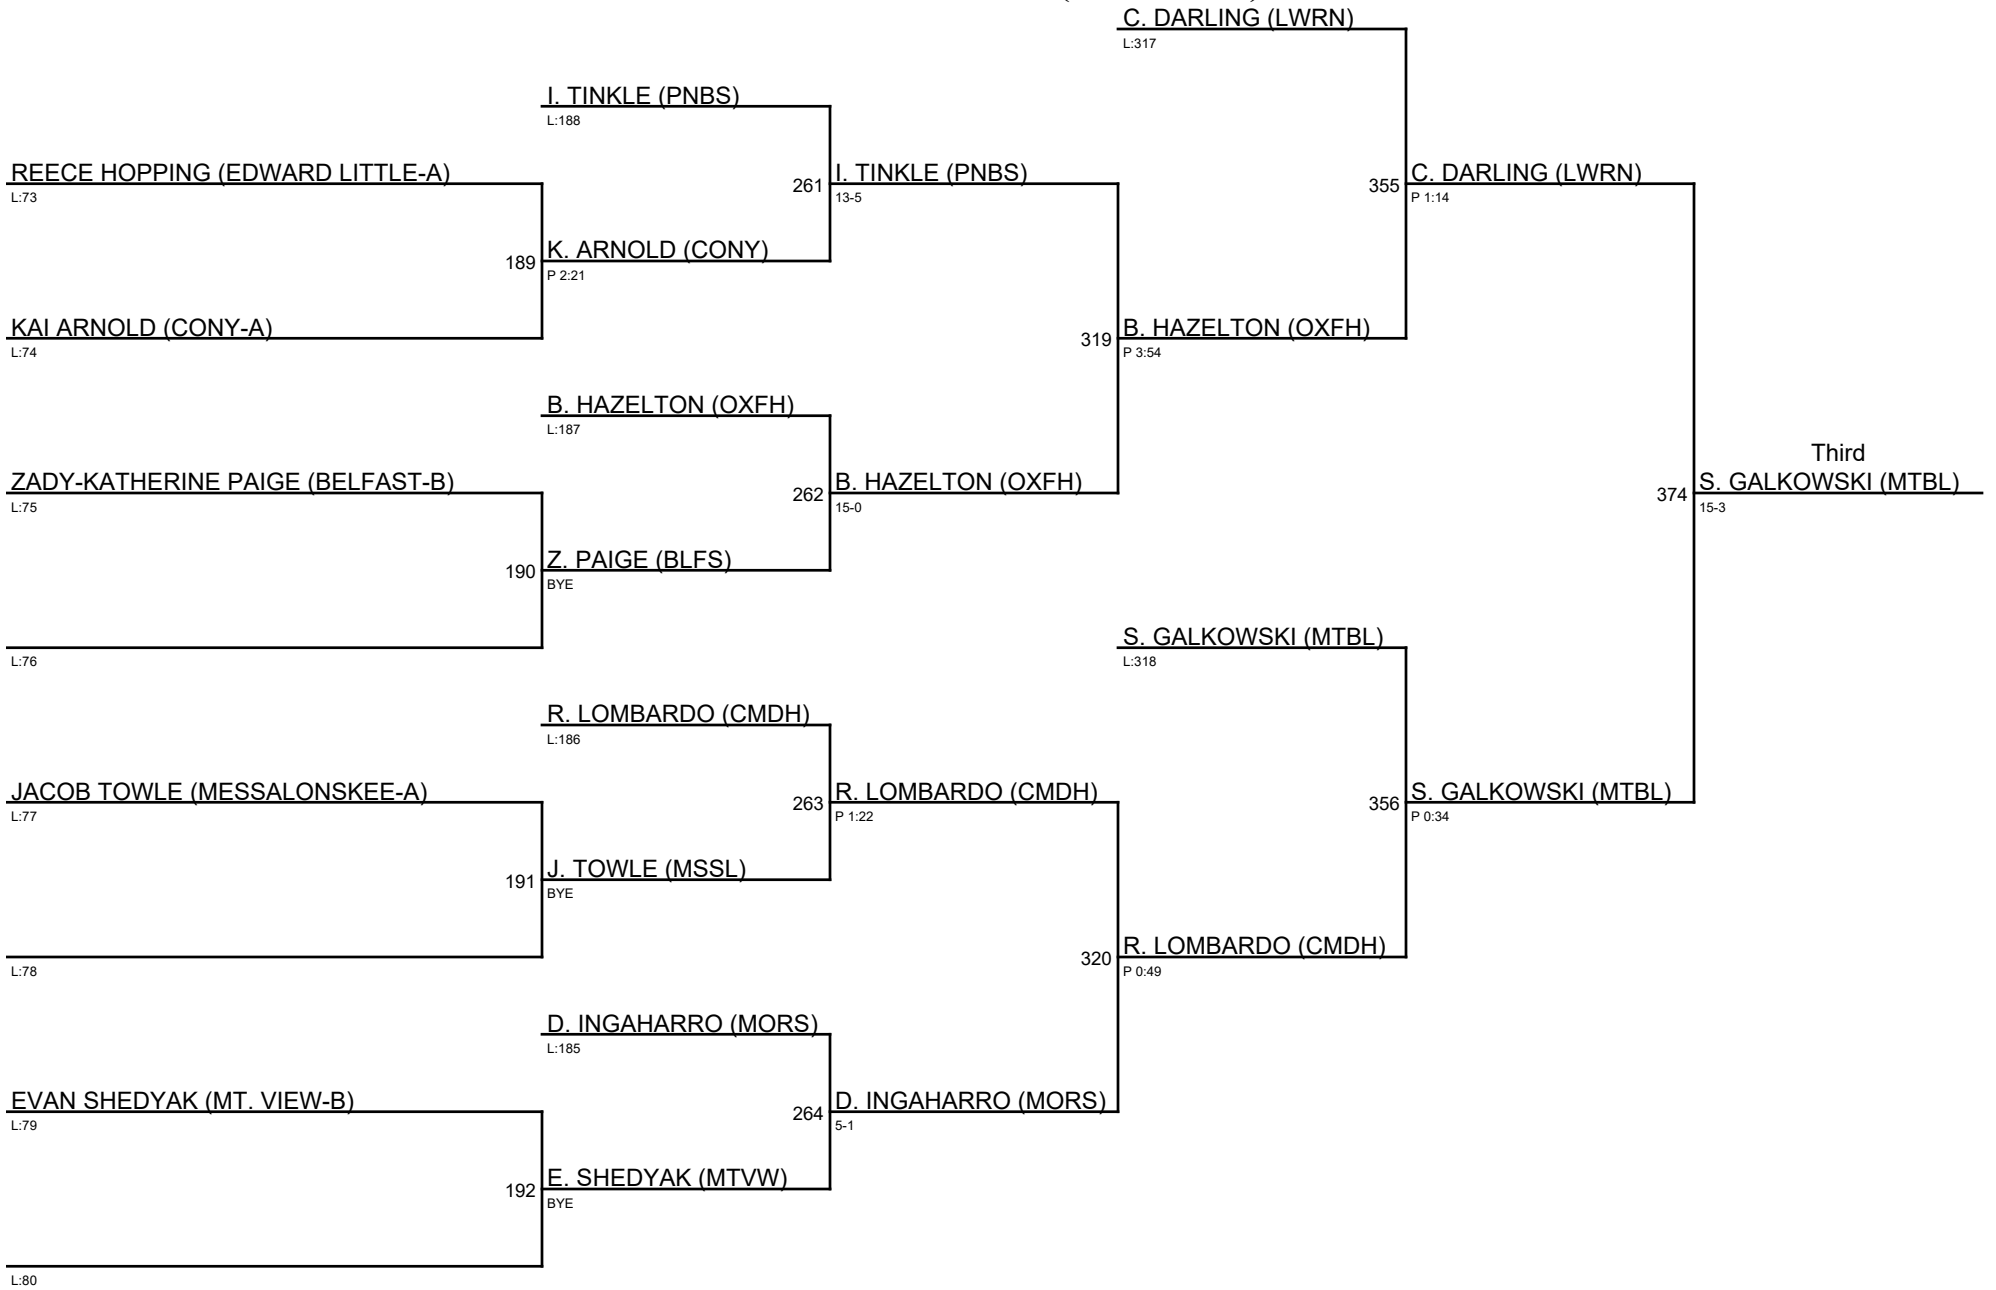 C. DARLING (LWRN)
L:317
I. TINKLE (PNBS)
L:188
REECE HOPPING (EDWARD LITTLE-A)
L:73
261
I. TINKLE (PNBS)
13-5
355
C. DARLING (LWRN)
P 1:14
189
K. ARNOLD (CONY)
P 2:21
KAI ARNOLD (CONY-A)
L:74
319
B. HAZELTON (OXFH)
P 3:54
B. HAZELTON (OXFH)
L:187
Third
ZADY-KATHERINE PAIGE (BELFAST-B)
L:75
262
B. HAZELTON (OXFH)
15-0
374
S. GALKOWSKI (MTBL)
15-3
190
Z. PAIGE (BLFS)
BYE
L:76
S. GALKOWSKI (MTBL)
L:318
R. LOMBARDO (CMDH)
L:186
JACOB TOWLE (MESSALONSKEE-A)
L:77
263
R. LOMBARDO (CMDH)
P 1:22
356
S. GALKOWSKI (MTBL)
P 0:34
191
J. TOWLE (MSSL)
BYE
L:78
320
R. LOMBARDO (CMDH)
P 0:49
D. INGAHARRO (MORS)
L:185
EVAN SHEDYAK (MT. VIEW-B)
L:79
264
D. INGAHARRO (MORS)
5-1
192
E. SHEDYAK (MTVW)
BYE
L:80